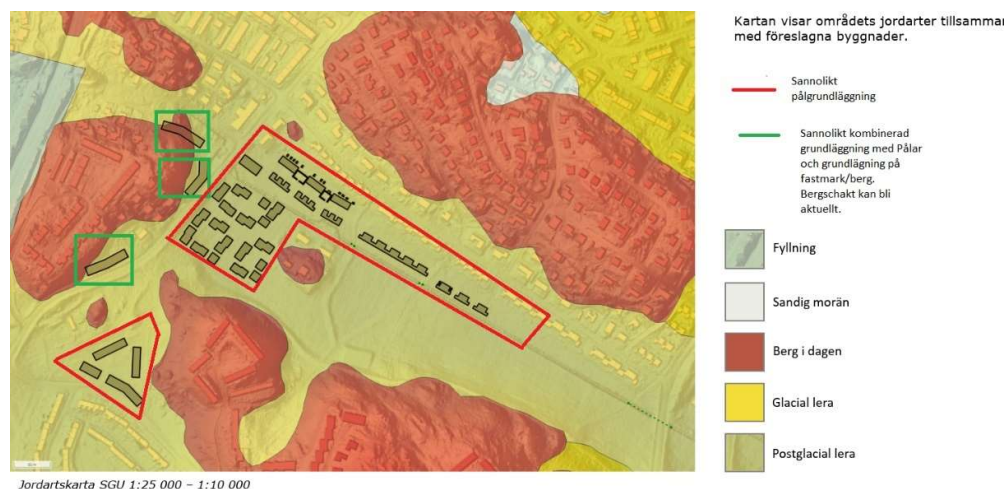 Kartan visar områdets jordarter tillsammar
med föreslagna byggnader.
Sannolikt
pålgrundläggning
Sannolikt kombinerad
grundläggning med Pålar
och grundlägning på
fastmark/berg.
Bergschakt kan bli
aktuellt.
Fyllning
Sandig morän
Berg i dagen
Glacial lera
Postglacial lera
Jordartskarta SGU 1:25 000 – 1:10 000